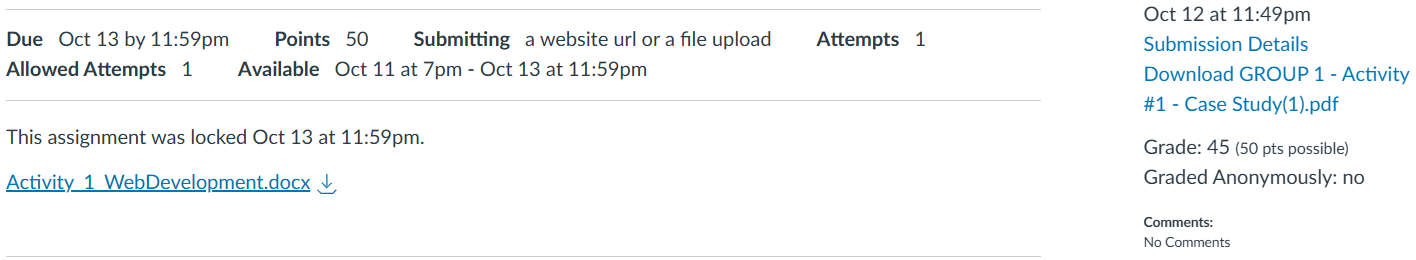 Due Oct 13 by 11:59pm Points 50 Submitting a website url or a file upload Attempts 1
Allowed Attempts 1 Available Oct 11 at 7pm - Oct 13 at 11:59pm
This assignment was locked Oct 13 at 11:59pm.
Activity_1_WebDevelopment.docx
Oct 12 at 11:49pm
Submission Details
Download GROUP 1 - Activity
#1 - Case Study(1).pdf
Grade: 45 (50 pts possible)
Graded Anonymously: no
Comments:
No Comments